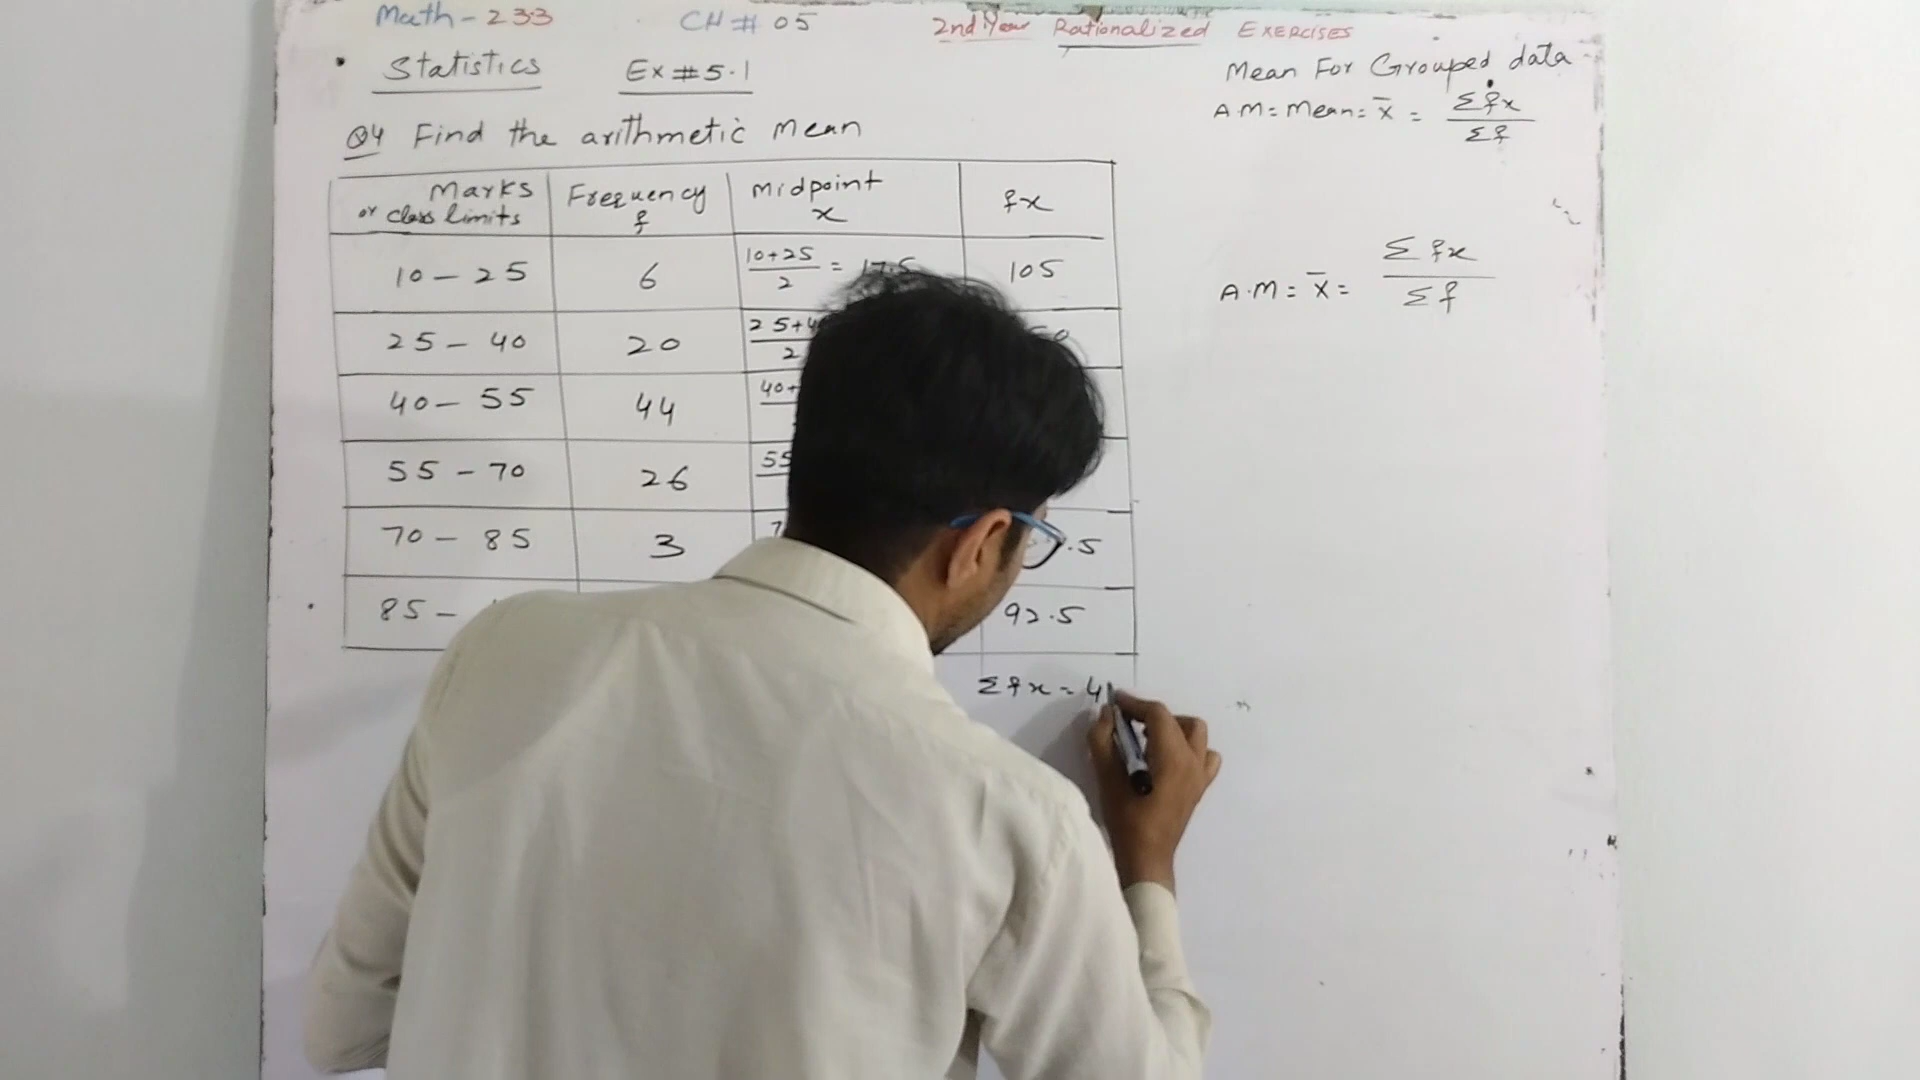 Math-233 CH # 05 2nd Year Rationalized EXERCISES
Statistics Ex # 5.1
Mean For Grouped data
A.M = Mean = x̄ = Σfx / Σf
Q4 Find the arithmetic mean
Marks or class limits Frequency f Midpoint x fx
10 - 25 6 10+25 / 2 = 17.5 105
25 - 40 20 25+4 / 2
40 - 55 44 40+
55 - 70 26 55
70 - 85 3 7 .5
85 - 92.5
Σfx = 4
A.M = x̄ = Σfx / Σf